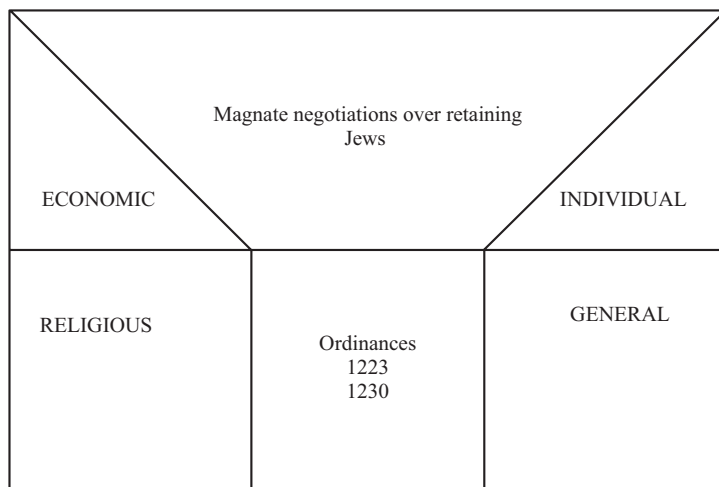 Magnate negotiations over retaining
Jews
ECONOMIC
INDIVIDUAL
RELIGIOUS
GENERAL
Ordinances
1223
1230